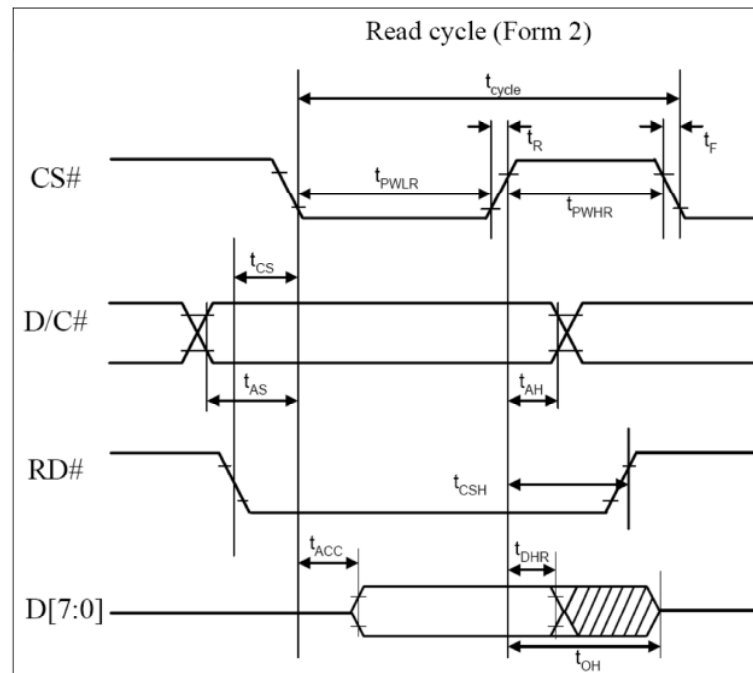 Read cycle (Form 2)
tcycle
tR
tF
CS#
tPWLR
tPWHR
tCS
D/C#
tAS
tAH
RD#
tCSH
tACC
tDHR
D[7:0]
tOH